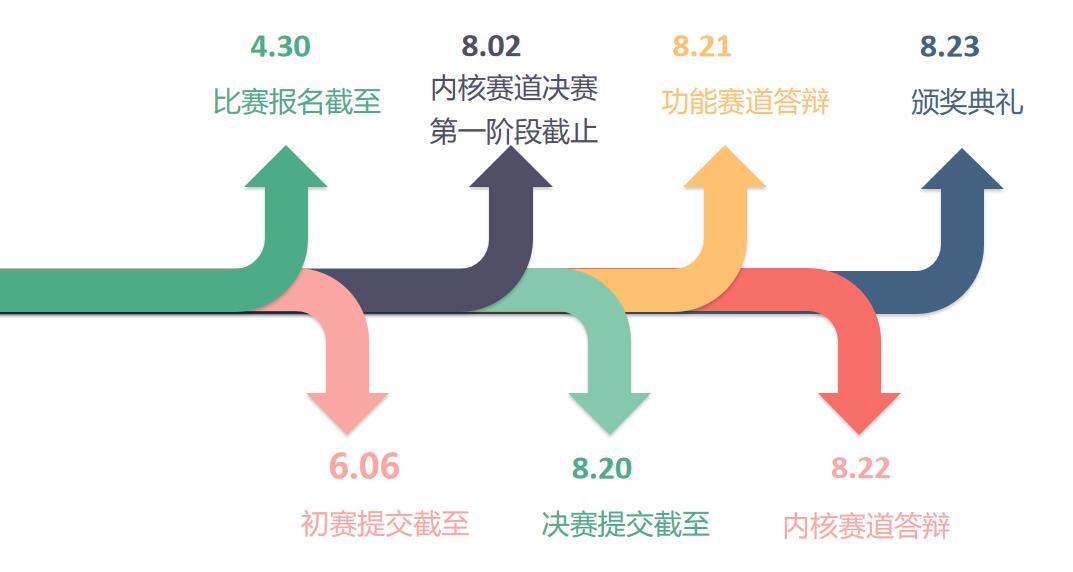 4.30
比赛报名截至
8.02
内核赛道决赛
第一阶段截止
8.21
功能赛道答辩
8.23
颁奖典礼
6.06
初赛提交截至
8.20
决赛提交截至
8.22
内核赛道答辩